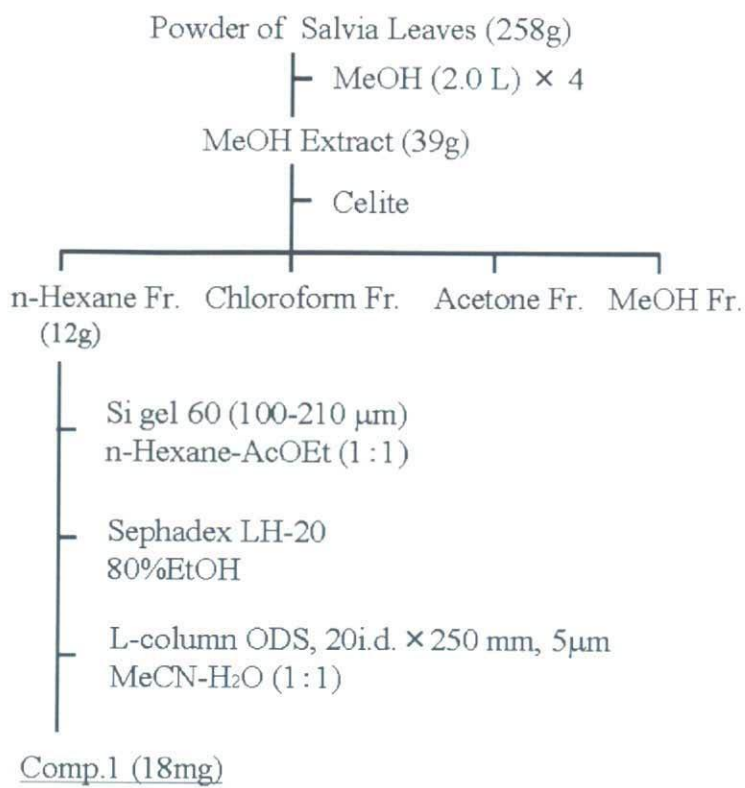 Powder of Salvia Leaves (258g)
MeOH (2.0 L) × 4
MeOH Extract (39g)
Celite
n-Hexane Fr. Chloroform Fr. Acetone Fr. MeOH Fr.
(12g)
Si gel 60 (100-210 μm)
n-Hexane-AcOEt (1 : 1)
Sephadex LH-20
80%EtOH
L-column ODS, 20i.d. × 250 mm, 5μm
MeCN-H₂O (1 : 1)
Comp.1 (18mg)